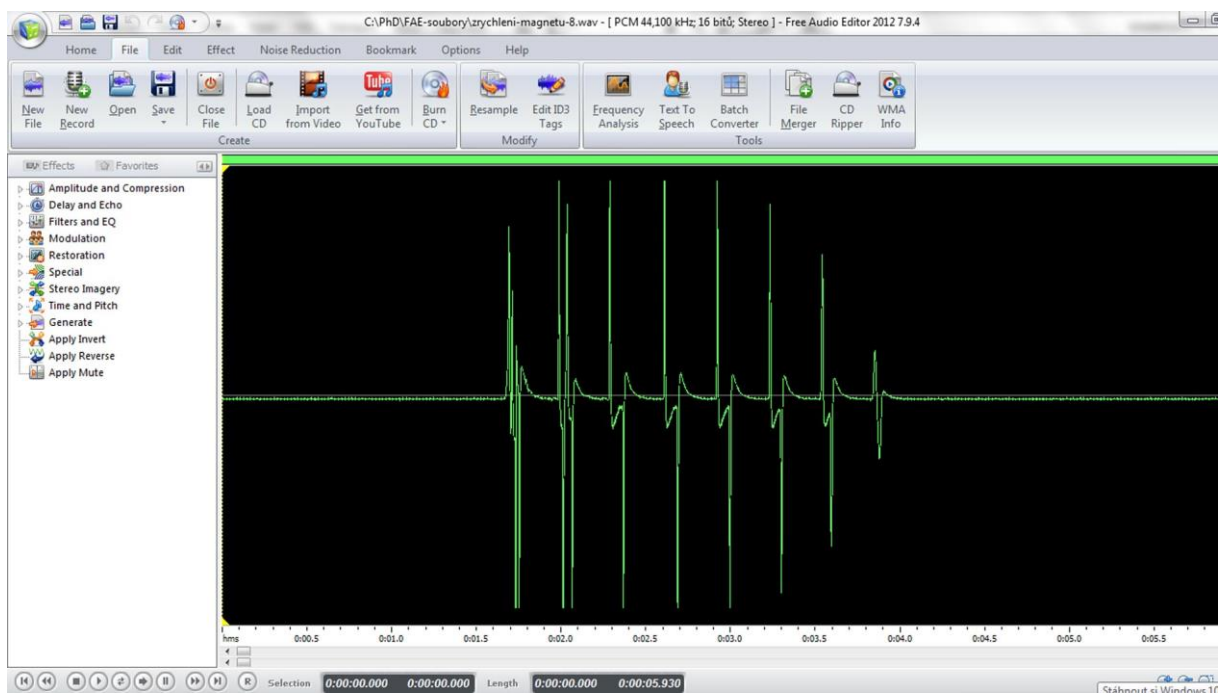 C:\PhD\FAE-soubory\zrychleni-magnetu-8.wav - [ PCM 44,100 kHz; 16 bitů; Stereo ] - Free Audio Editor 2012 7.9.4
Home File Edit Effect Noise Reduction Bookmark Options Help
New File
New Record
Open
Save
Close File
Load CD
Import from Video
You Tube
Get from YouTube
Burn CD
Create
Resample
Edit ID3 Tags
Modify
Frequency Analysis
Text To Speech
Batch Converter
File Merger
CD Ripper
WMA Info
Tools
Effects Favorites
Amplitude and Compression
Delay and Echo
Filters and EQ
Modulation
Restoration
Special
Stereo Imagery
Time and Pitch
Generate
Apply Invert
Apply Reverse
Apply Mute
hms 0:00.5 0:01.0 0:01.5 0:02.0 0:02.5 0:03.0 0:03.5 0:04.0 0:04.5 0:05.0 0:05.5
R Selection 0:00:00.000 0:00:00.000 Length 0:00:00.000 0:00:05.930
Stáhnout si Windows 10